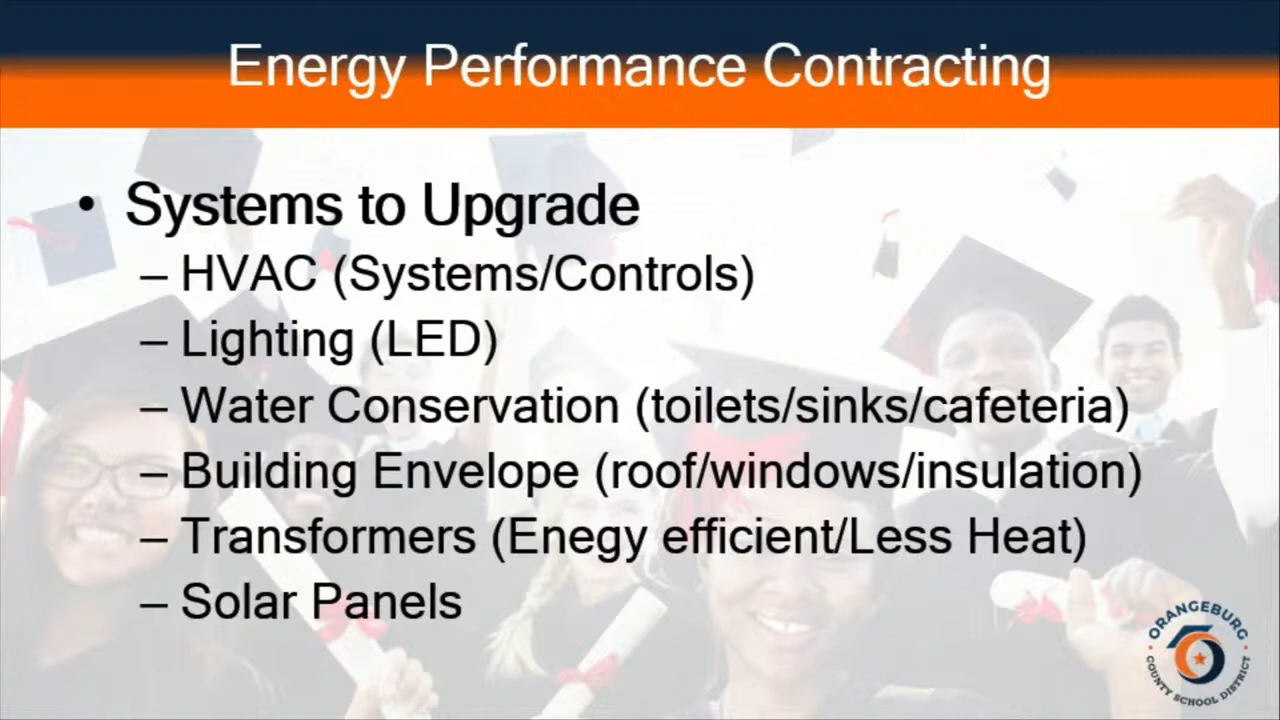 Energy Performance Contracting
• Systems to Upgrade
– HVAC (Systems/Controls)
– Lighting (LED)
– Water Conservation (toilets/sinks/cafeteria)
– Building Envelope (roof/windows/insulation)
– Transformers (Enegy efficient/Less Heat)
– Solar Panels
ORANGEBURG
COUNTY SCHOOL DISTRICT